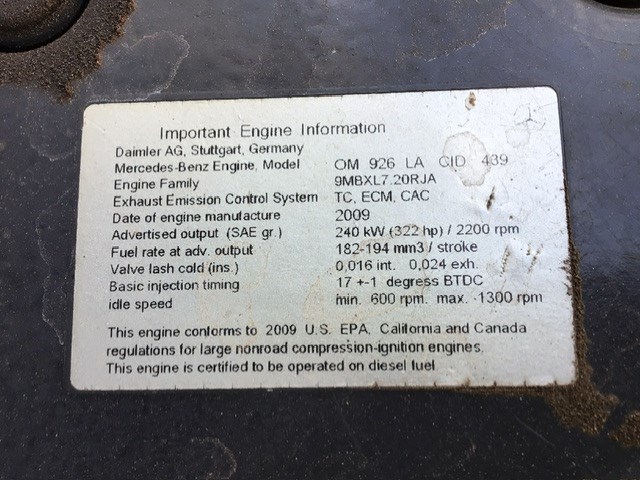 Important Engine Information
Daimler AG, Stuttgart, Germany
Mercedes-Benz Engine, Model OM 926 LA CID 439
Engine Family 9MBXL7.20RJA
Exhaust Emission Control System TC, ECM, CAC
Date of engine manufacture 2009
Advertised output (SAE gr.) 240 kW (322 hp) / 2200 rpm
Fuel rate at adv. output 182-194 mm3 / stroke
Valve lash cold (ins.) 0,016 int. 0,024 exh.
Basic injection timing 17 +-1 degress BTDC
idle speed min. 600 rpm. max. -1300 rpm
This engine conforms to 2009 U.S. EPA, California and Canada
regulations for large nonroad compression-ignition engines.
This engine is certified to be operated on diesel fuel